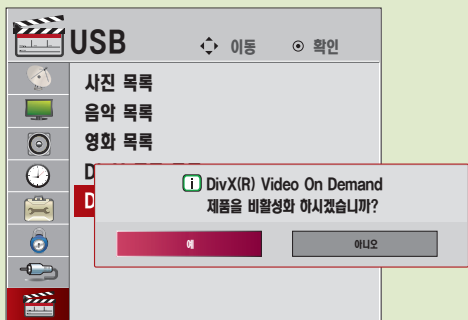 USB
이동
확인
사진 목록
음악 목록
영화 목록
DivX(R) Video On Demand
제품을 비활성화 하시겠습니까?
예
아니오